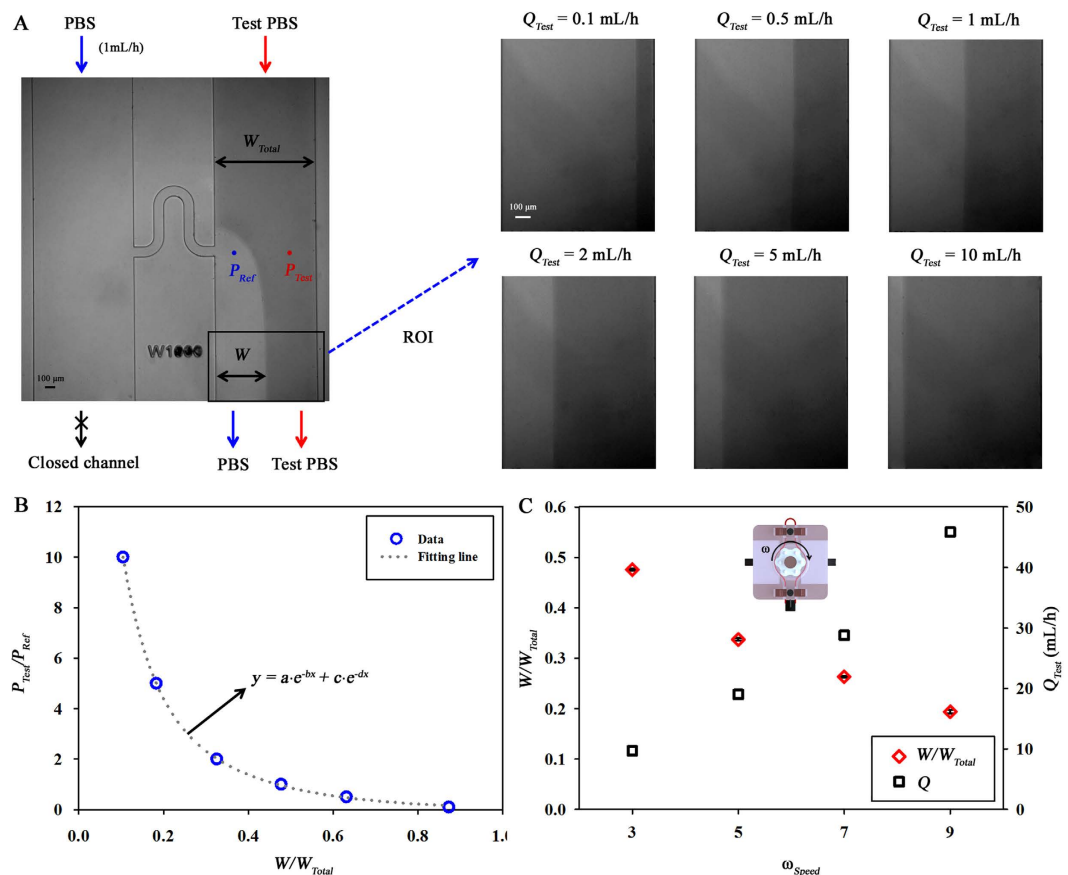 A
PBS
(1mL/h)
Test PBS
W_Total
P_Ref
P_Test
W1000
W
100 μm
ROI
Closed channel
PBS
Test PBS
Q_Test = 0.1 mL/h
Q_Test = 0.5 mL/h
Q_Test = 1 mL/h
100 μm
Q_Test = 2 mL/h
Q_Test = 5 mL/h
Q_Test = 10 mL/h
B
12
10
8
6
4
2
0
P_Test/P_Ref
Data
Fitting line
y = a·e^-bx + c·e^-dx
0.0
0.2
0.4
0.6
0.8
1.0
W/W_Total
C
0.6
0.5
0.4
0.3
0.2
0.1
0.0
W/W_Total
ω
50
40
30
20
10
0
Q_Test (mL/h)
W/W_Total
Q
3
5
7
9
ω_Speed